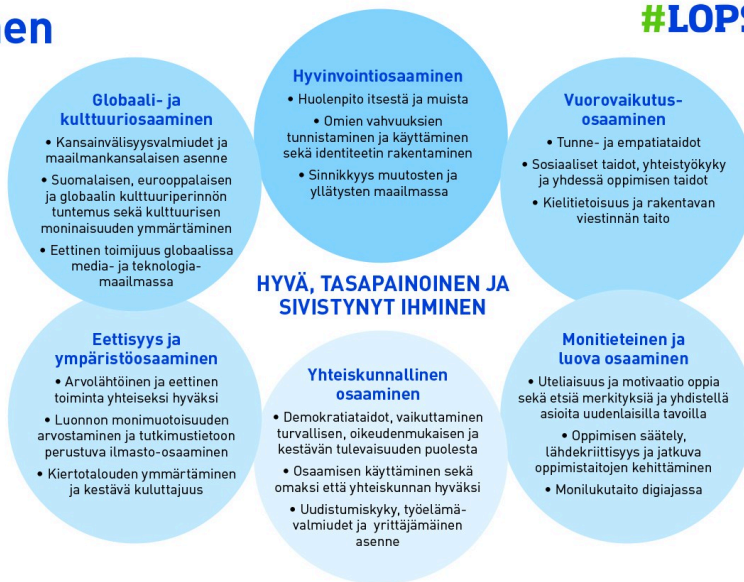 #LOPS
Hyvinvointiosaaminen
• Huolenpito itsestä ja muista
• Omien vahvuuksien
tunnistaminen ja käyttäminen
sekä identiteetin rakentaminen
• Sinnikkyys muutosten ja
yllätysten maailmassa
Globaali- ja
kulttuuriosaaminen
• Kansainvälisyysvalmiudet ja
maailmankansalaisen asenne
• Suomalaisen, eurooppalaisen
ja globaalin kulttuuriperinnön
tuntemus sekä kulttuurisen
moninaisuuden ymmärtäminen
• Eettinen toimijuus globaalissa
media- ja teknologia-
maailmassa
Vuorovaikutus-
osaaminen
• Tunne- ja empatiataidot
• Sosiaaliset taidot, yhteistyökyky
ja yhdessä oppimisen taidot
• Kielitietoisuus ja rakentavan
viestinnän taito
HYVÄ, TASAPAINOINEN JA
SIVISTYNYT IHMINEN
Eettisyys ja
ympäristöosaaminen
• Arvolähtöinen ja eettinen
toiminta yhteiseksi hyväksi
• Luonnon monimuotoisuuden
arvostaminen ja tutkimustietoon
perustuva ilmasto-osaaminen
• Kiertotalouden ymmärtäminen
ja kestävä kuluttajuus
Yhteiskunnallinen
osaaminen
• Demokratiataidot, vaikuttaminen
turvallisen, oikeudenmukaisen ja
kestävän tulevaisuuden puolesta
• Osaamisen käyttäminen sekä
omaksi että yhteiskunnan hyväksi
• Uudistumiskyky, työelämä-
valmiudet ja yrittäjämäinen
asenne
Monitieteinen ja
luova osaaminen
• Uteliaisuus ja motivaatio oppia
sekä etsiä merkityksiä ja yhdistellä
asioita uudenlaisilla tavoilla
• Oppimisen säätely,
lähdekriittisyys ja jatkuva
oppimistaitojen kehittäminen
• Monilukutaito digiajassa